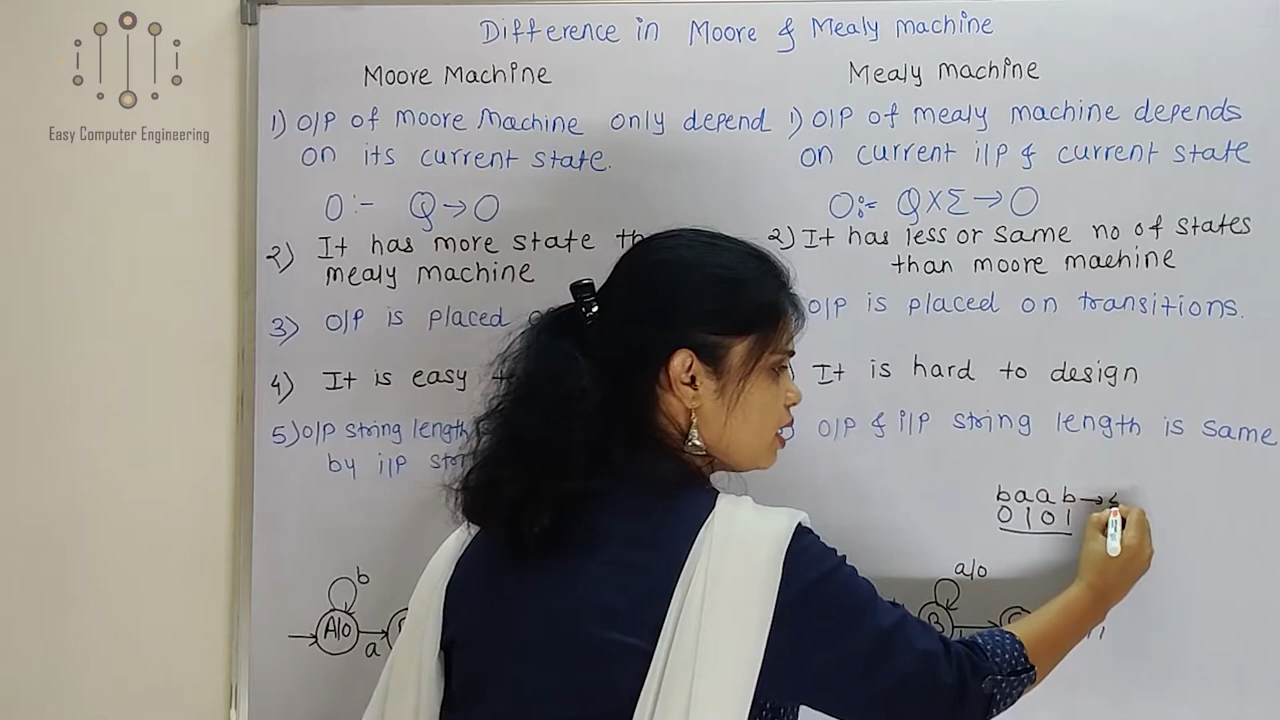 Difference in Moore & Mealy machine
Easy Computer Engineering
Moore Machine
1) O/P of moore Machine only depend
on its current state.
O:- Q→O
2) It has more state
mealy machine
3) O/P is placed
4) It is easy
5) O/P string length
by i/P
b
A/0
a
Mealy machine
1) O/P of mealy machine depends
on current i/P & current state
O:- Q×Σ→O
2) It has less or same no of states
than moore machine
O/P is placed on transitions.
It is hard to design
O/P & i/P string length is same
baab→
0101
a/0
B